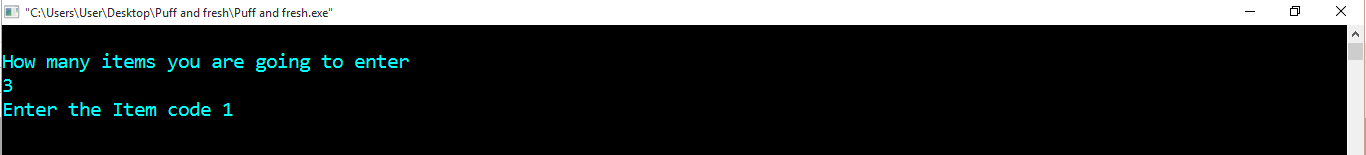 "C:\Users\User\Desktop\Puff and fresh\Puff and fresh.exe"
How many items you are going to enter
3
Enter the Item code 1